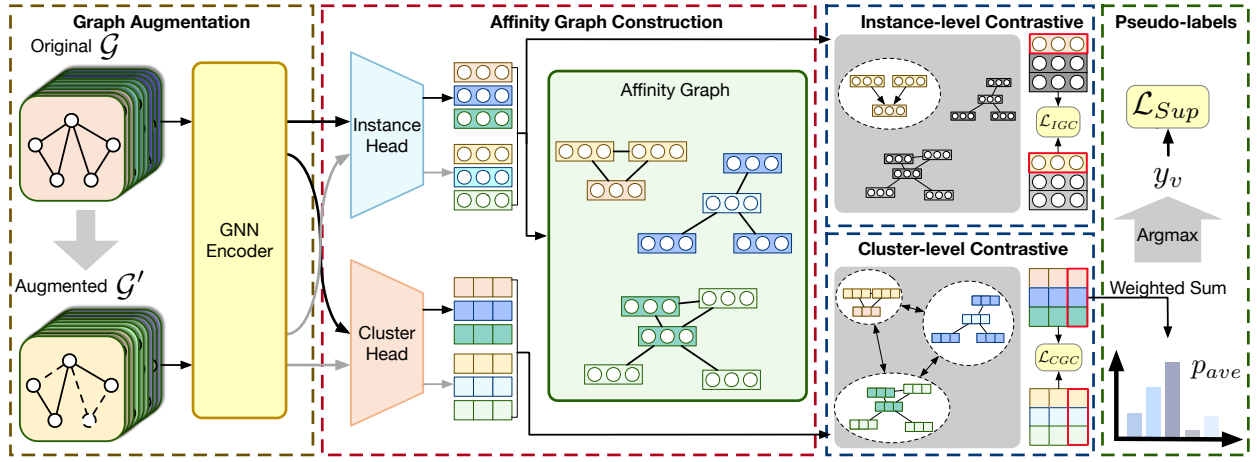 Graph Augmentation
Original 𝒢
GNN
Encoder
Augmented 𝒢′
Affinity Graph Construction
Instance
Head
Cluster
Head
Affinity Graph
Instance-level Contrastive
ℒ_IGC
Cluster-level Contrastive
ℒ_CGC
Pseudo-labels
ℒ_Sup
y_v
Argmax
Weighted Sum
p_ave